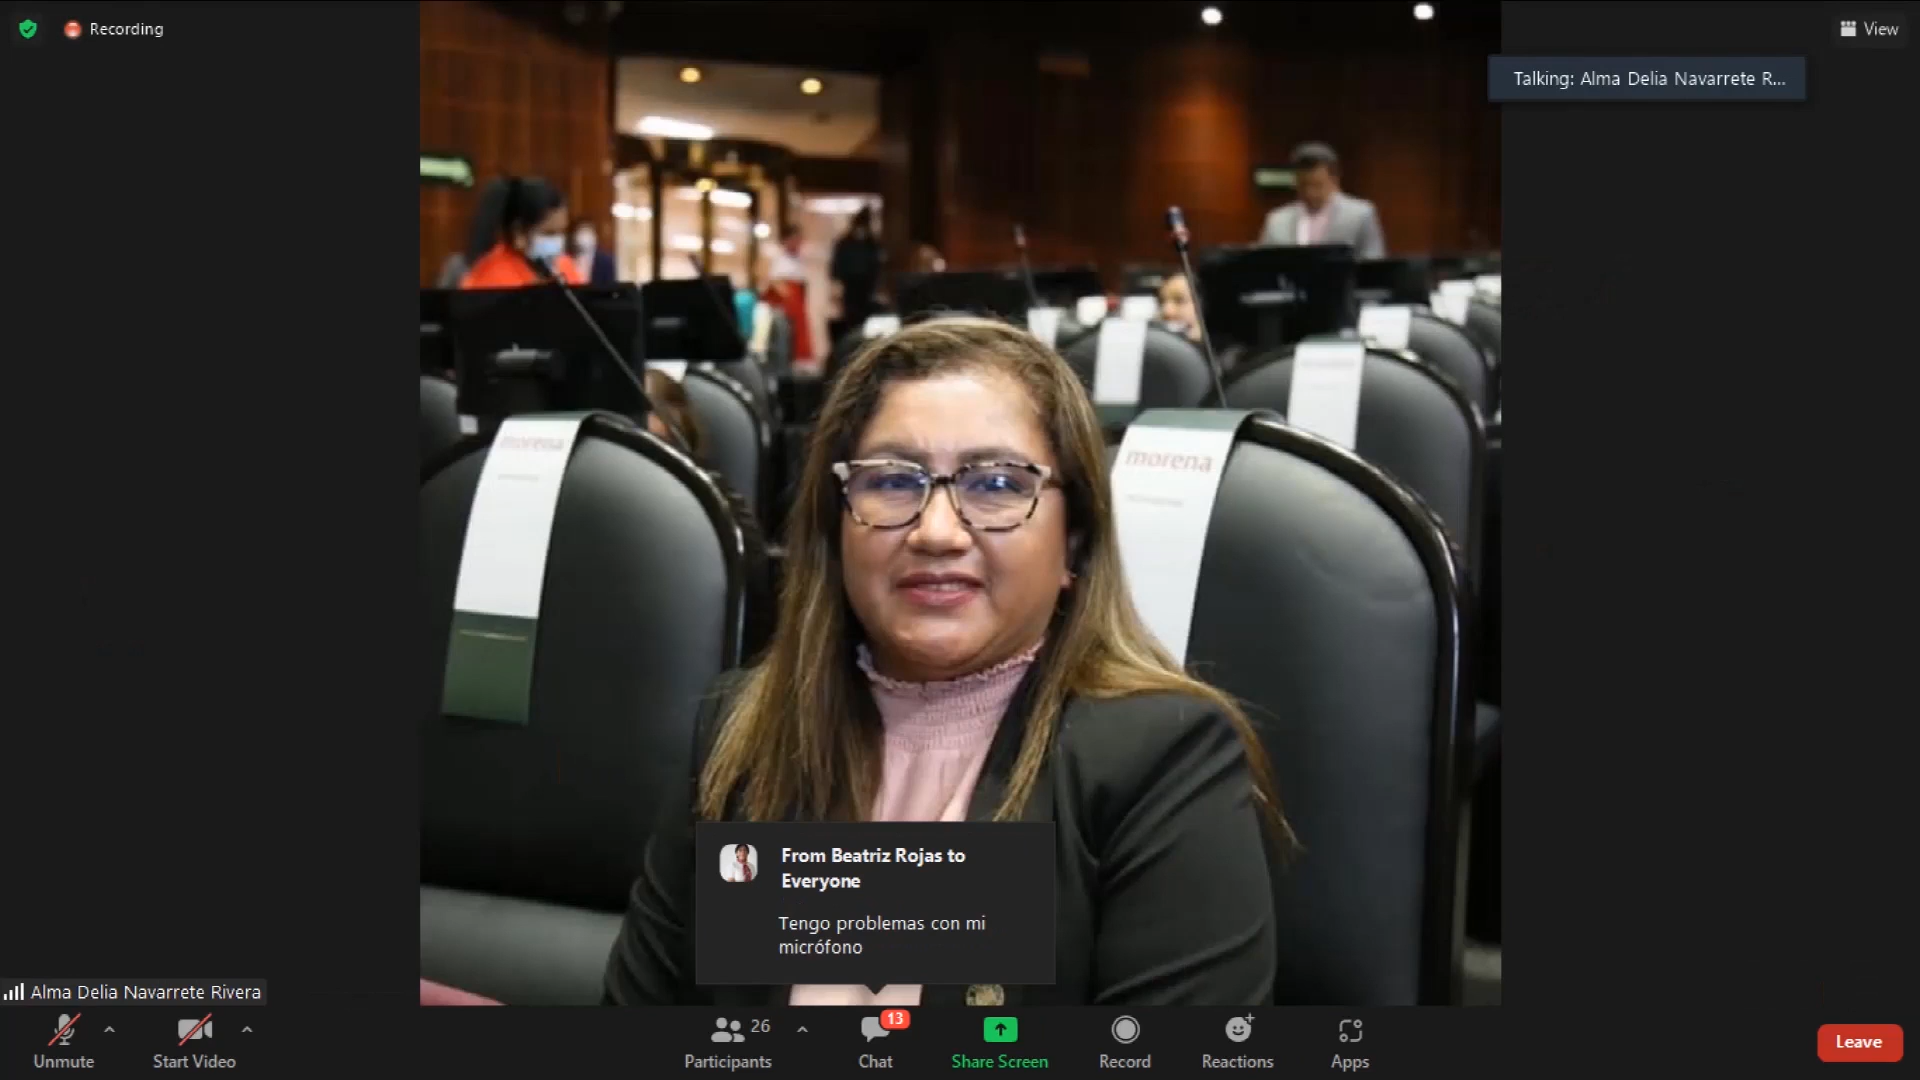 Recording
View
Talking: Alma Delia Navarrete R...
morena
morena
From Beatriz Rojas to
Everyone
Tengo problemas con mi
micrófono
Alma Delia Navarrete Rivera
Unmute
Start Video
26
Participants
13
Chat
Share Screen
Record
Reactions
Apps
Leave